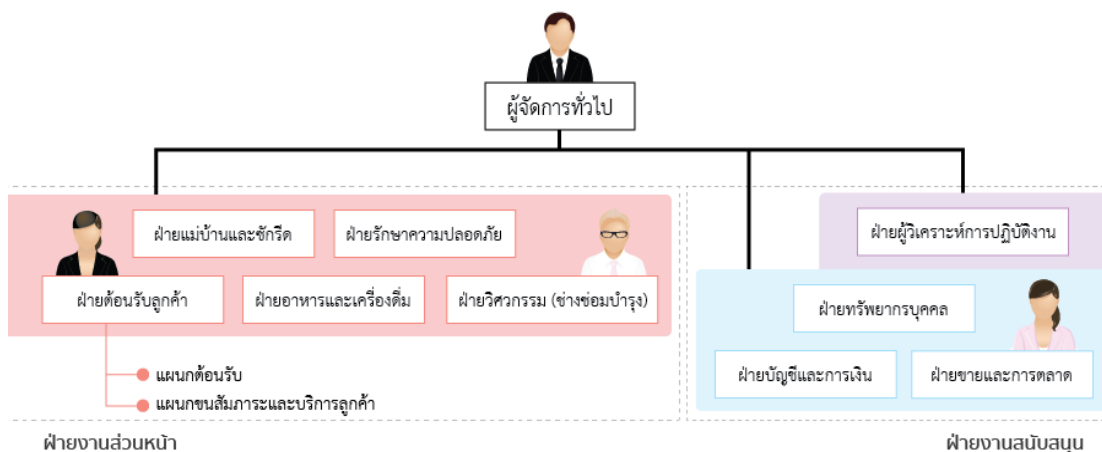 ผู้จัดการทั่วไป
ฝ่ายแม่บ้านและซักรีด
ฝ่ายรักษาความปลอดภัย
ฝ่ายต้อนรับลูกค้า
ฝ่ายอาหารและเครื่องดื่ม
ฝ่ายวิศวกรรม (ช่างซ่อมบำรุง)
แผนกต้อนรับ
แผนกขนสัมภาระและบริการลูกค้า
ฝ่ายงานส่วนหน้า
ฝ่ายผู้วิเคราะห์การปฏิบัติงาน
ฝ่ายทรัพยากรบุคคล
ฝ่ายบัญชีและการเงิน
ฝ่ายขายและการตลาด
ฝ่ายงานสนับสนุน